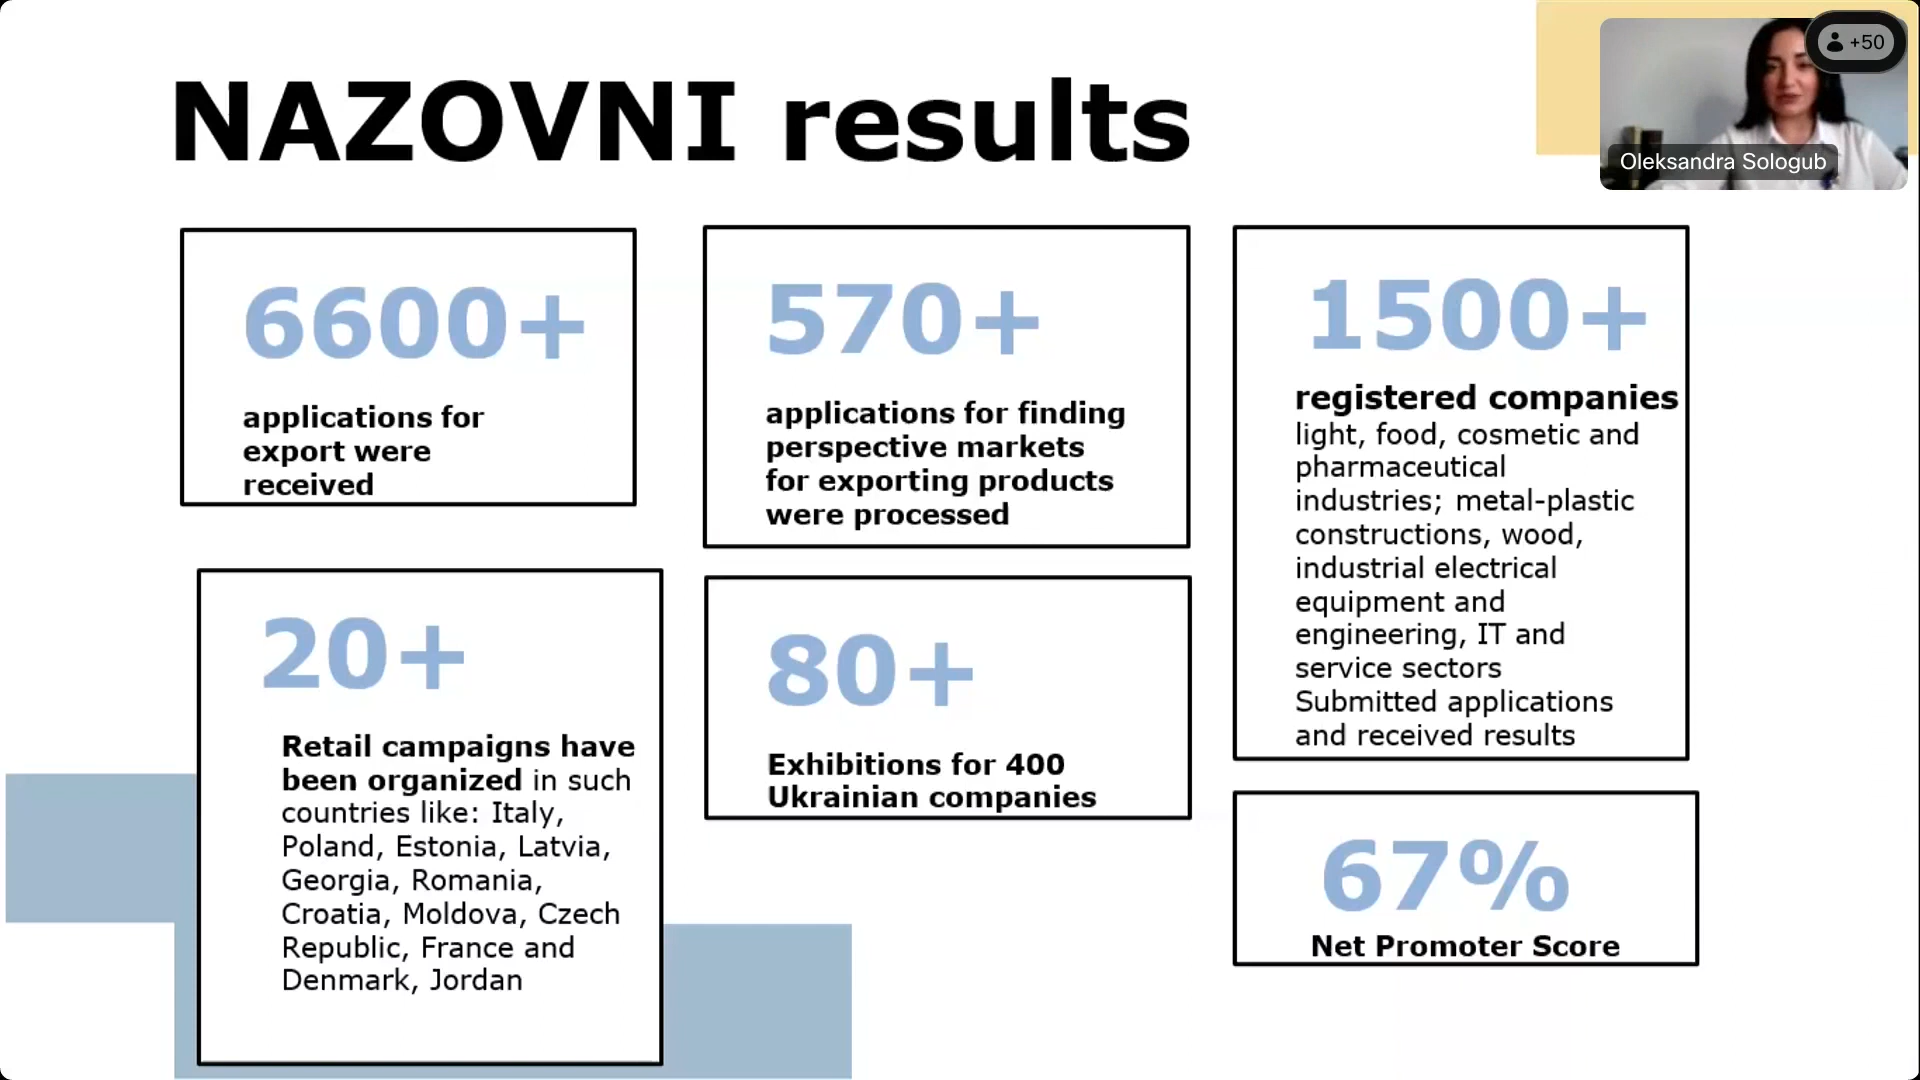 NAZOVNI results
+50
Oleksandra Sologub
6600+
applications for
export were
received
570+
applications for finding
perspective markets
for exporting products
were processed
1500+
registered companies
light, food, cosmetic and
pharmaceutical
industries; metal-plastic
constructions, wood,
industrial electrical
equipment and
engineering, IT and
service sectors
Submitted applications
and received results
20+
Retail campaigns have
been organized in such
countries like: Italy,
Poland, Estonia, Latvia,
Georgia, Romania,
Croatia, Moldova, Czech
Republic, France and
Denmark, Jordan
80+
Exhibitions for 400
Ukrainian companies
67%
Net Promoter Score